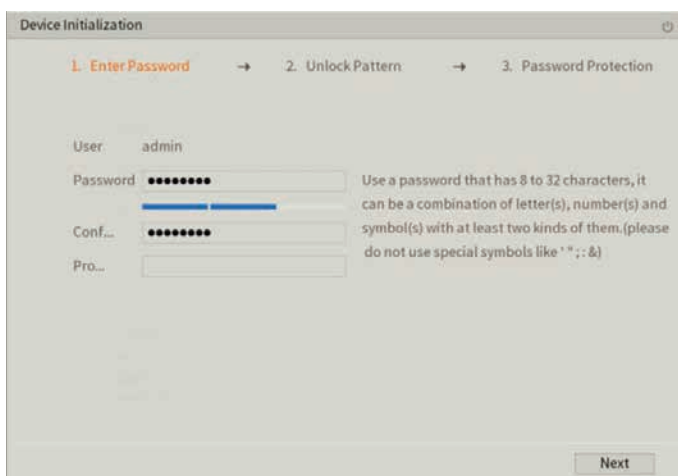 Device Initialization
1. Enter Password → 2. Unlock Pattern → 3. Password Protection
User admin
Password ●●●●●●●●
Use a password that has 8 to 32 characters, it
can be a combination of letter(s), number(s) and
symbol(s) with at least two kinds of them.(please
do not use special symbols like ' " ; : &)
Conf... ●●●●●●●●
Pro...
Next